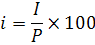 i = I/P × 100